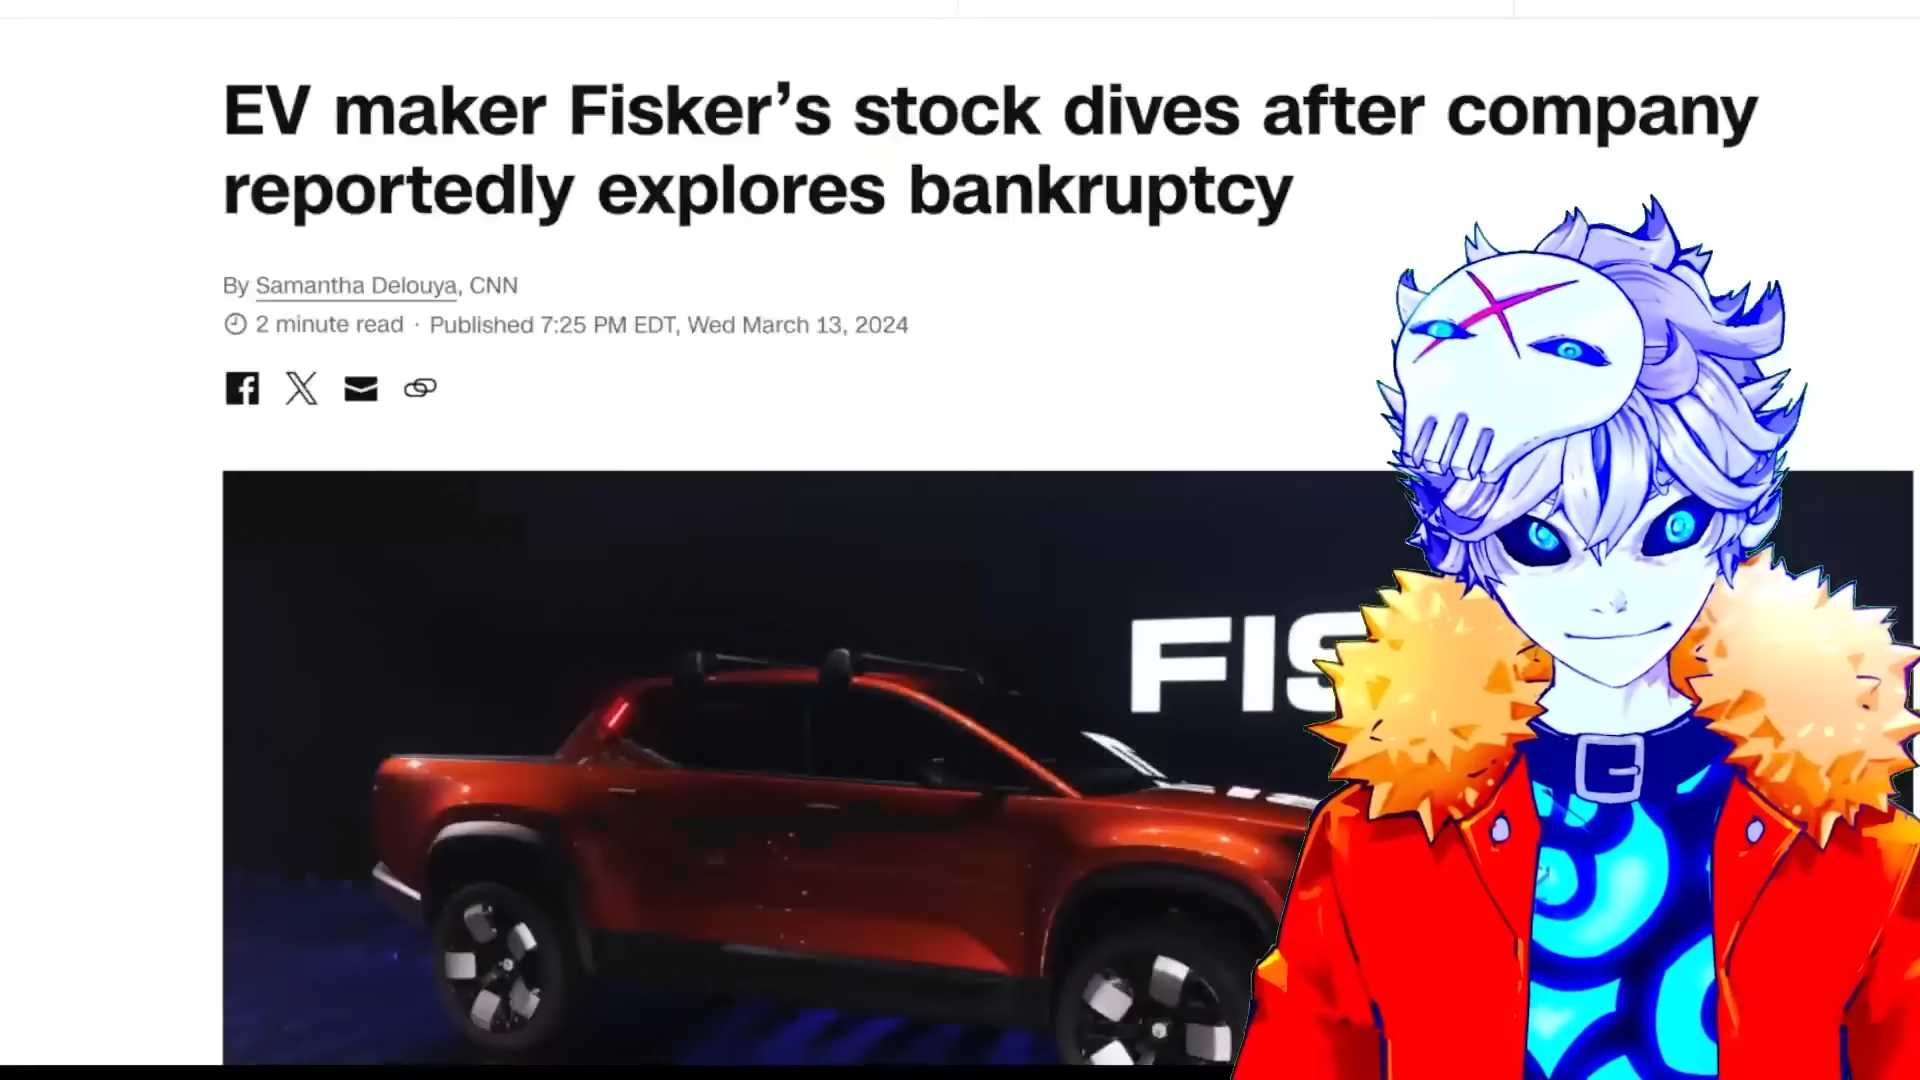 EV maker Fisker’s stock dives after company
reportedly explores bankruptcy
By Samantha Delouya, CNN
2 minute read · Published 7:25 PM EDT, Wed March 13, 2024
FIS